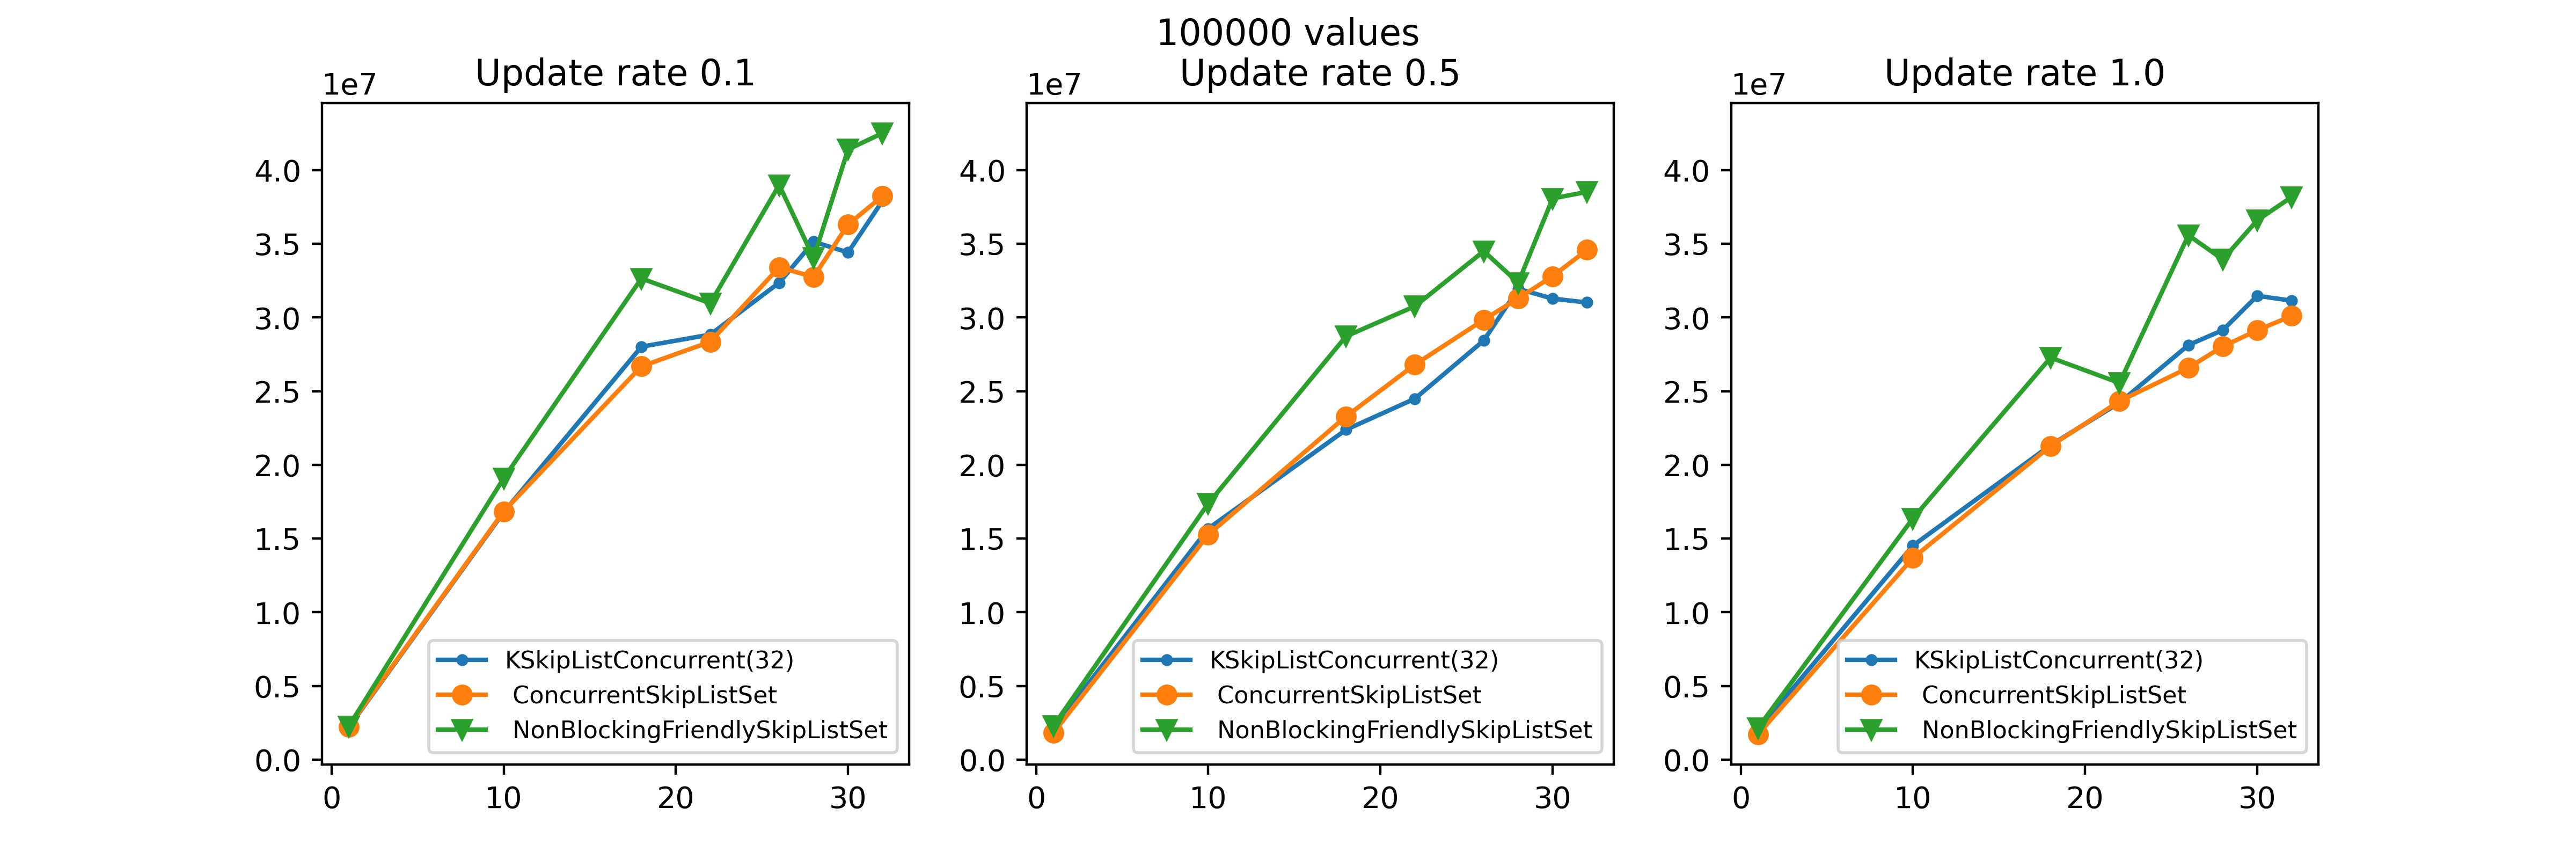 100000 values
Update rate 0.1
1e7
4.0
3.5
3.0
2.5
2.0
1.5
1.0
0.5
0.0
0 10 20 30
KSkipListConcurrent(32)
ConcurrentSkipListSet
NonBlockingFriendlySkipListSet
Update rate 0.5
1e7
4.0
3.5
3.0
2.5
2.0
1.5
1.0
0.5
0.0
0 10 20 30
KSkipListConcurrent(32)
ConcurrentSkipListSet
NonBlockingFriendlySkipListSet
Update rate 1.0
1e7
4.0
3.5
3.0
2.5
2.0
1.5
1.0
0.5
0.0
0 10 20 30
KSkipListConcurrent(32)
ConcurrentSkipListSet
NonBlockingFriendlySkipListSet